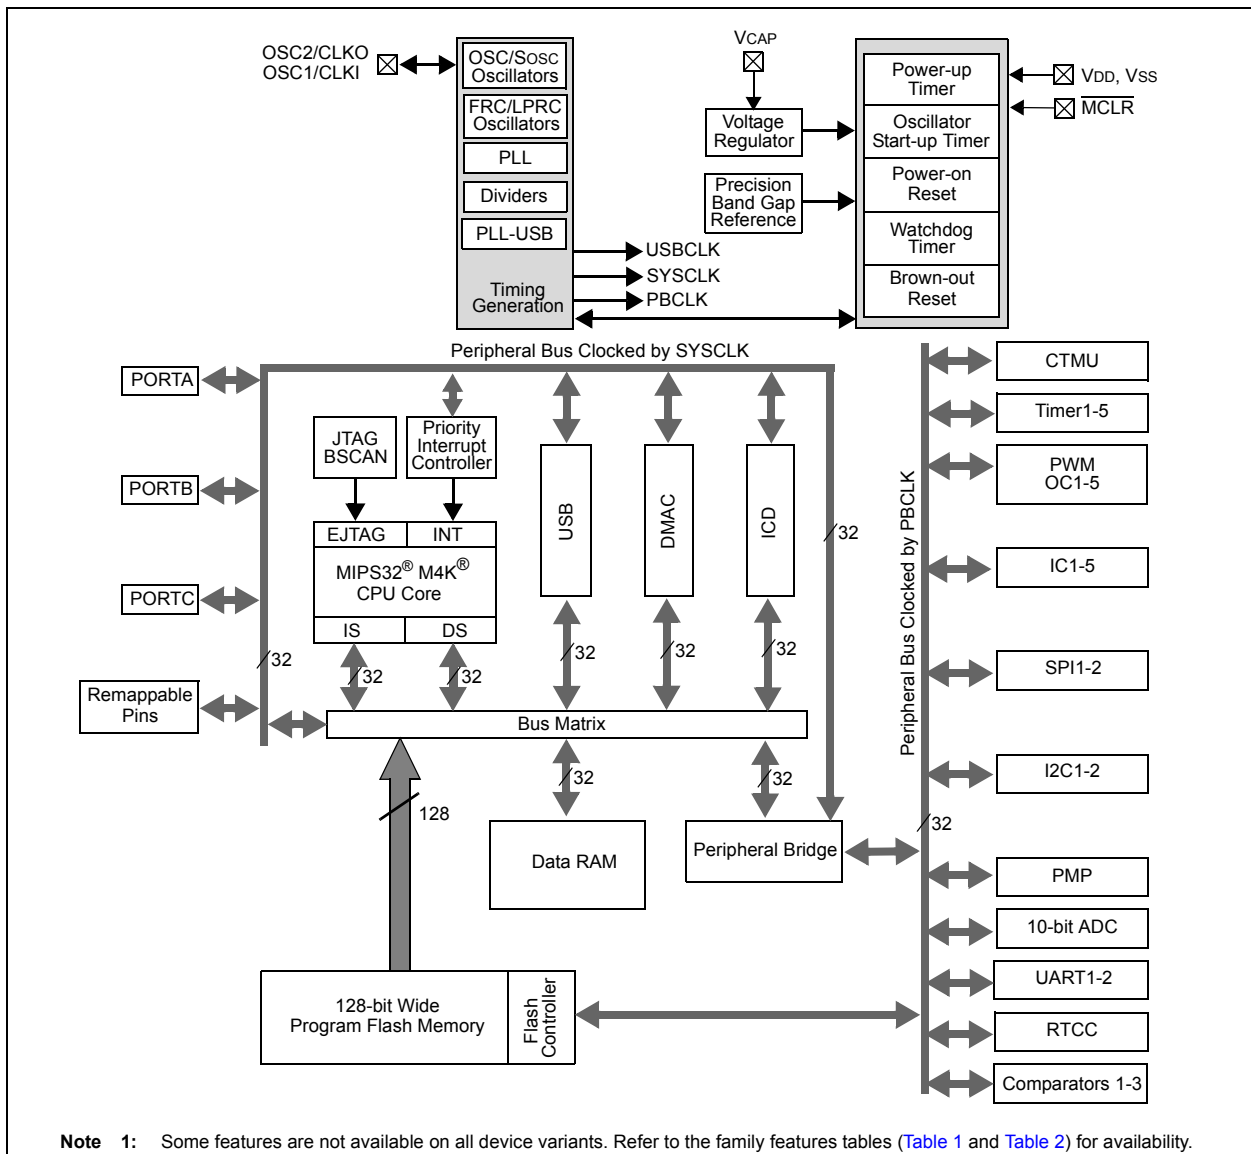 OSC2/CLKO
OSC1/CLKI
OSC/SOSC
Oscillators
FRC/LPRC
Oscillators
PLL
Dividers
PLL-USB
Timing
Generation
USBCLK
SYSCLK
PBCLK
VCAP
Voltage
Regulator
Precision
Band Gap
Reference
Power-up
Timer
Oscillator
Start-up Timer
Power-on
Reset
Watchdog
Timer
Brown-out
Reset
VDD, VSS
MCLR
Peripheral Bus Clocked by SYSCLK
PORTA
PORTB
PORTC
Remappable
Pins
32
JTAG
BSCAN
Priority
Interrupt
Controller
EJTAG
INT
MIPS32® M4K®
CPU Core
IS
DS
32
32
USB
32
DMAC
32
ICD
32
32
Bus Matrix
128
32
32
Data RAM
Peripheral Bridge
128-bit Wide
Program Flash Memory
Flash
Controller
Peripheral Bus Clocked by PBCLK
32
CTMU
Timer1-5
PWM
OC1-5
IC1-5
SPI1-2
I2C1-2
PMP
10-bit ADC
UART1-2
RTCC
Comparators 1-3
Note 1: Some features are not available on all device variants. Refer to the family features tables (Table 1 and Table 2) for availability.